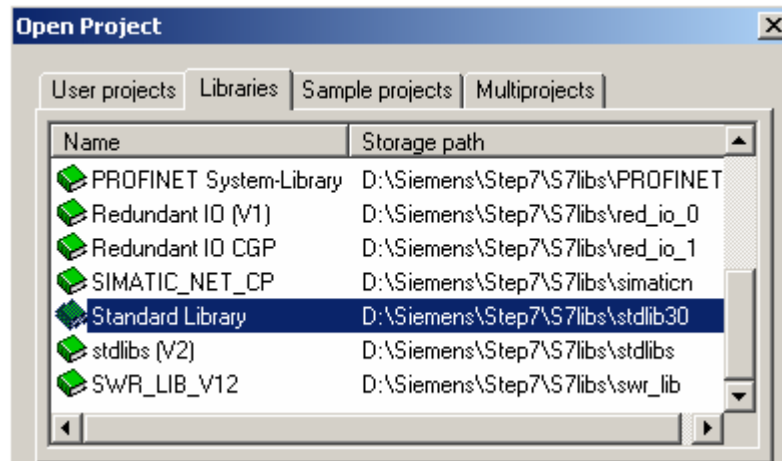 Open Project
User projects Libraries Sample projects Multiprojects
Name Storage path
PROFINET System-Library D:\Siemens\Step7\S7libs\PROFINET
Redundant IO (V1) D:\Siemens\Step7\S7libs\red_io_0
Redundant IO CGP D:\Siemens\Step7\S7libs\red_io_1
SIMATIC_NET_CP D:\Siemens\Step7\S7libs\simaticn
Standard Library D:\Siemens\Step7\S7libs\stdlib30
stdlibs (V2) D:\Siemens\Step7\S7libs\stdlibs
SWR_LIB_V12 D:\Siemens\Step7\S7libs\swr_lib